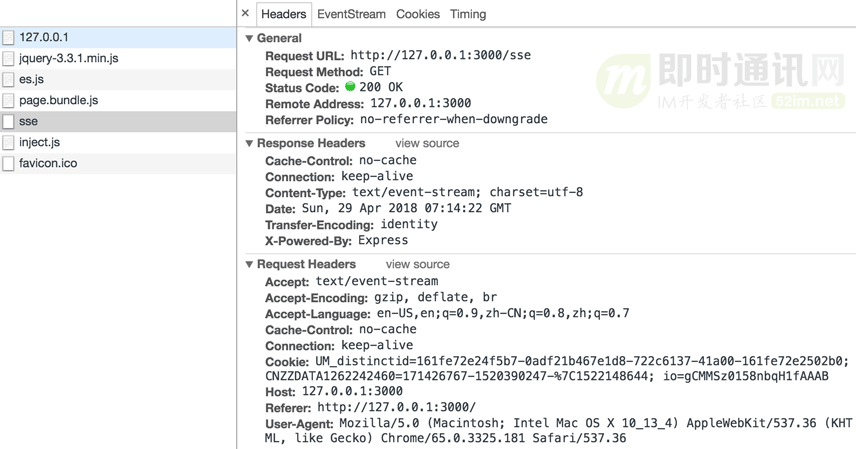 127.0.0.1
jquery-3.3.1.min.js
es.js
page.bundle.js
sse
inject.js
favicon.ico
× Headers EventStream Cookies Timing
▼ General
Request URL: http://127.0.0.1:3000/sse
Request Method: GET
Status Code: 200 OK
Remote Address: 127.0.0.1:3000
Referrer Policy: no-referrer-when-downgrade
m 即时通讯网
IM开发者社区 52im.net
▼ Response Headers view source
Cache-Control: no-cache
Connection: keep-alive
Content-Type: text/event-stream; charset=utf-8
Date: Sun, 29 Apr 2018 07:14:22 GMT
Transfer-Encoding: identity
X-Powered-By: Express
▼ Request Headers view source
Accept: text/event-stream
Accept-Encoding: gzip, deflate, br
Accept-Language: en-US,en;q=0.9,zh-CN;q=0.8,zh;q=0.7
Cache-Control: no-cache
Connection: keep-alive
Cookie: UM_distinctid=161fe72e24f5b7-0adf21b467e1d8-722c6137-41a00-161fe72e2502b0;
CNZZDATA1262242460=171426767-1520390247-%7C1522148644; io=gCMMSz0158nbqH1fAAAB
Host: 127.0.0.1:3000
Referer: http://127.0.0.1:3000/
User-Agent: Mozilla/5.0 (Macintosh; Intel Mac OS X 10_13_4) AppleWebKit/537.36 (KHT
ML, like Gecko) Chrome/65.0.3325.181 Safari/537.36